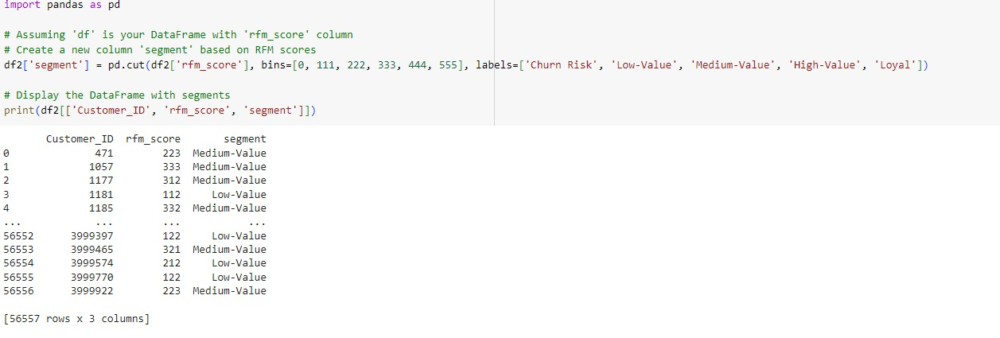 import pandas as pd
# Assuming 'df' is your DataFrame with 'rfm_score' column
# Create a new column 'segment' based on RFM scores
df2['segment'] = pd.cut(df2['rfm_score'], bins=[0, 111, 222, 333, 444, 555], labels=['Churn Risk', 'Low-Value', 'Medium-Value', 'High-Value', 'Loyal'])
# Display the DataFrame with segments
print(df2[['Customer_ID', 'rfm_score', 'segment']])
Customer_ID rfm_score segment
0 471 223 Medium-Value
1 1057 333 Medium-Value
2 1177 312 Medium-Value
3 1181 112 Low-Value
4 1185 332 Medium-Value
... ... ... ...
56552 3999397 122 Low-Value
56553 3999465 321 Medium-Value
56554 3999574 212 Low-Value
56555 3999770 122 Low-Value
56556 3999922 223 Medium-Value
[56557 rows x 3 columns]